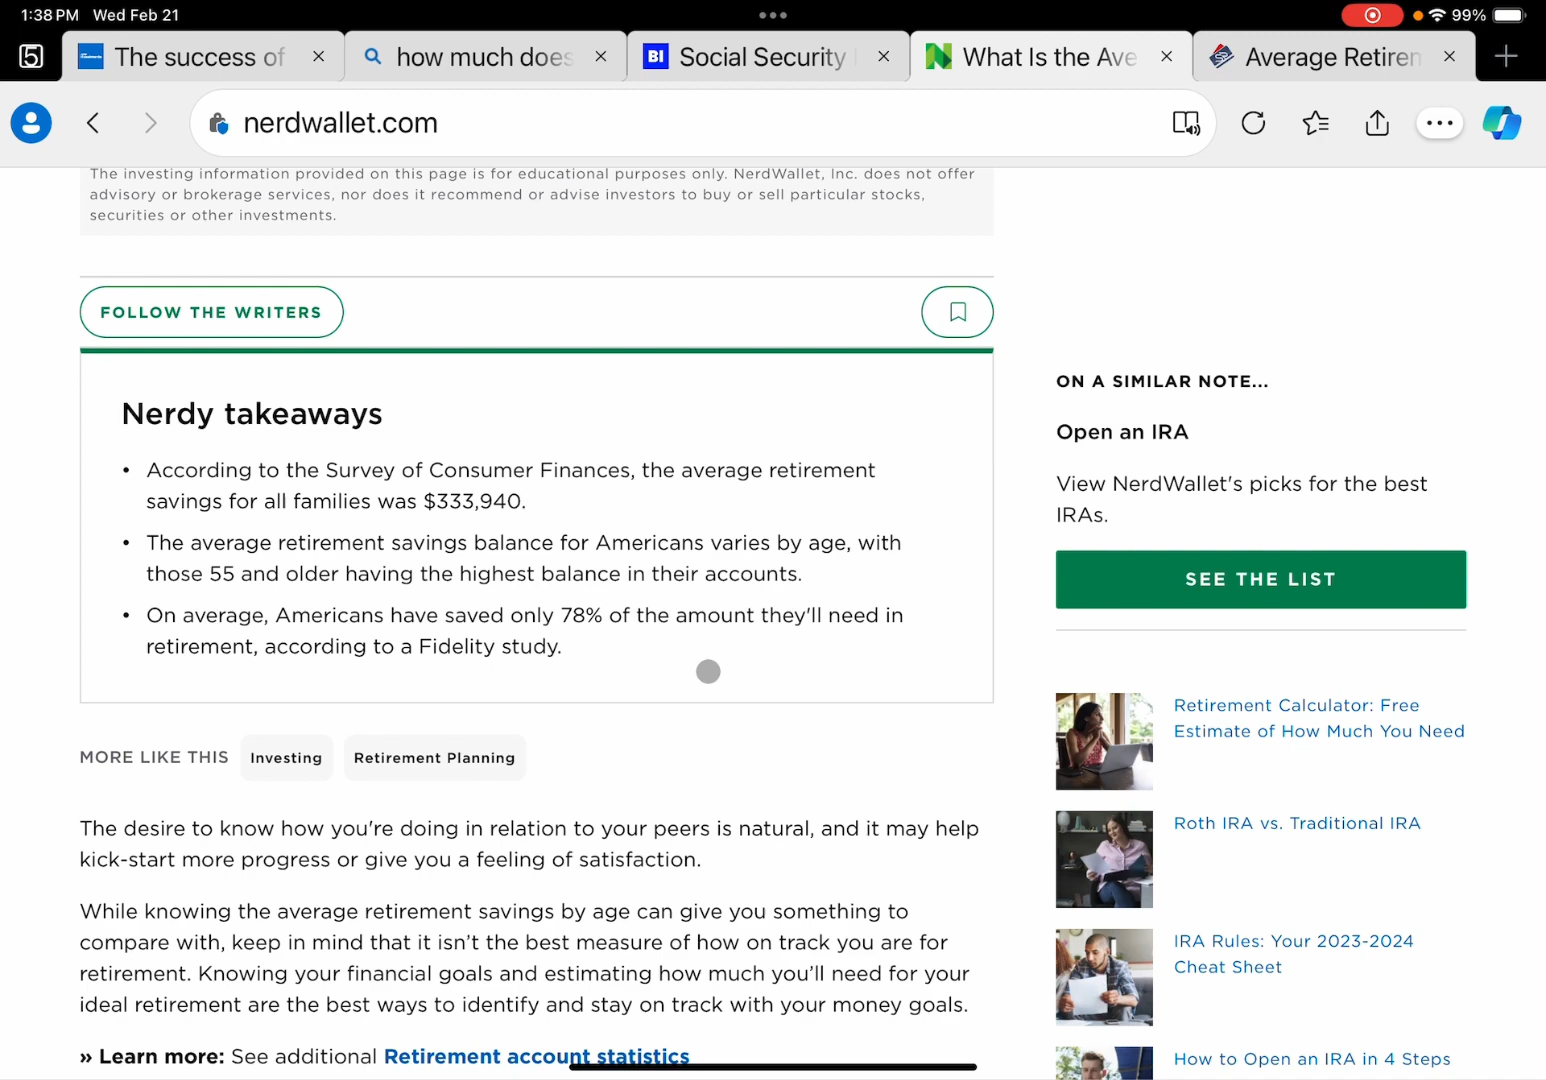 1:38 PM Wed Feb 21
99%
5
The success of
how much does
BI
Social Security
What Is the Ave
Average Retirem
nerdwallet.com
The investing information provided on this page is for educational purposes only. NerdWallet, Inc. does not offer
advisory or brokerage services, nor does it recommend or advise investors to buy or sell particular stocks,
securities or other investments.
FOLLOW THE WRITERS
Nerdy takeaways
• According to the Survey of Consumer Finances, the average retirement
savings for all families was $333,940.
• The average retirement savings balance for Americans varies by age, with
those 55 and older having the highest balance in their accounts.
• On average, Americans have saved only 78% of the amount they'll need in
retirement, according to a Fidelity study.
MORE LIKE THIS
Investing
Retirement Planning
The desire to know how you're doing in relation to your peers is natural, and it may help
kick-start more progress or give you a feeling of satisfaction.
While knowing the average retirement savings by age can give you something to
compare with, keep in mind that it isn’t the best measure of how on track you are for
retirement. Knowing your financial goals and estimating how much you’ll need for your
ideal retirement are the best ways to identify and stay on track with your money goals.
» Learn more: See additional Retirement account statistics
ON A SIMILAR NOTE...
Open an IRA
View NerdWallet's picks for the best
IRAs.
SEE THE LIST
Retirement Calculator: Free
Estimate of How Much You Need
Roth IRA vs. Traditional IRA
IRA Rules: Your 2023-2024
Cheat Sheet
How to Open an IRA in 4 Steps